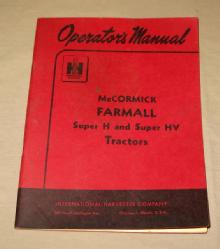 Operator's Manual
McCORMICK
FARMALL
Super H and Super HV
Tractors
INTERNATIONAL HARVESTER COMPANY